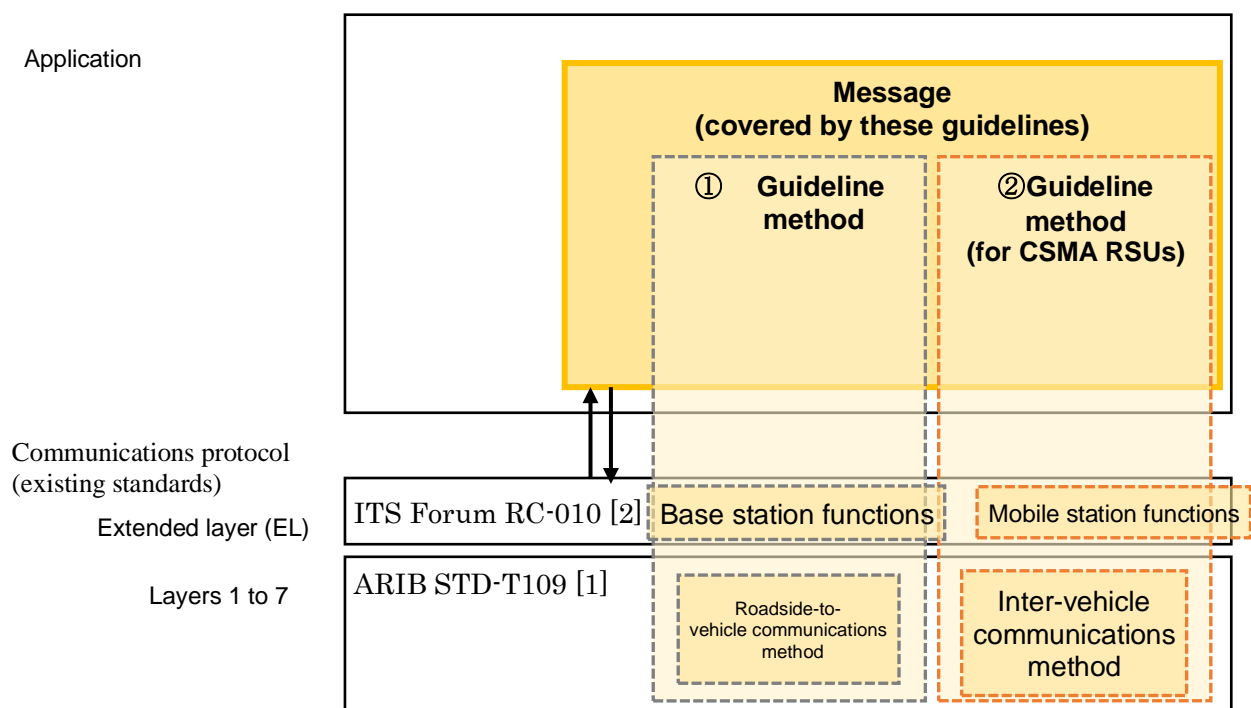 Application
Message
(covered by these guidelines)
① Guideline
method
②Guideline
method
(for CSMA RSUs)
Communications protocol
(existing standards)
Extended layer (EL)
ITS Forum RC-010 [2]
Base station functions
Mobile station functions
Layers 1 to 7
ARIB STD-T109 [1]
Roadside-to-
vehicle communications
method
Inter-vehicle
communications
method